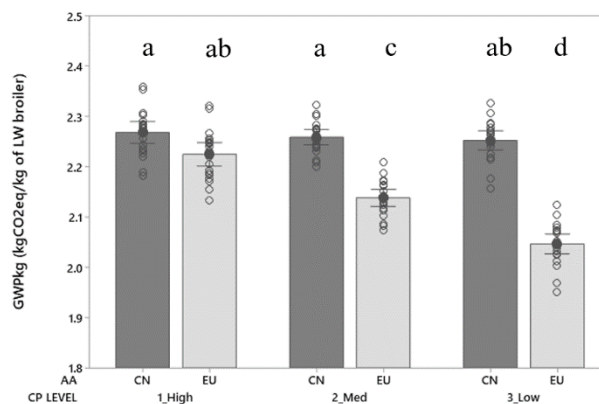 2.5
a ab a c ab d
2.4
2.3
2.2
2.1
2.0
1.9
1.8
GWPkg (kgCO2eq/kg of LW broiler)
AA CN EU CN EU CN EU
CP LEVEL 1_High 2_Med 3_Low